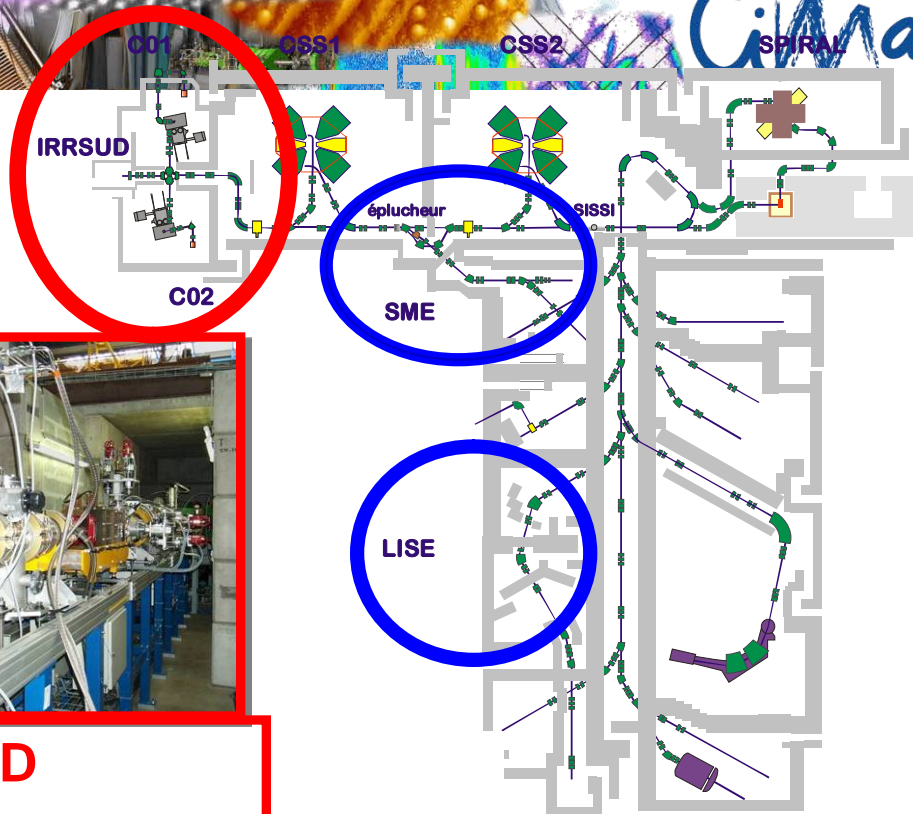 C01
CSS1
CSS2
SPIRAL
IRRSUD
éplucheur
SISSI
C02
SME
LISE
D